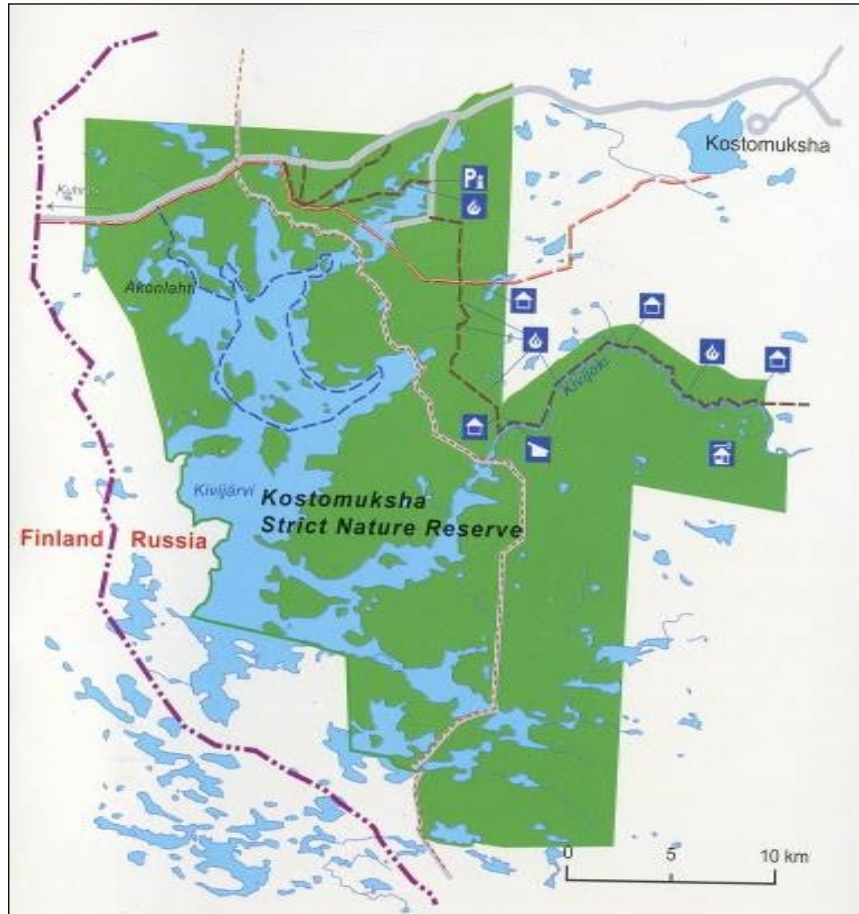 Kostomuksha
Akonlahti
Kivijoki
Kivijärvi
Kostomuksha
Strict Nature Reserve
Finland Russia
P i
0 5 10 km